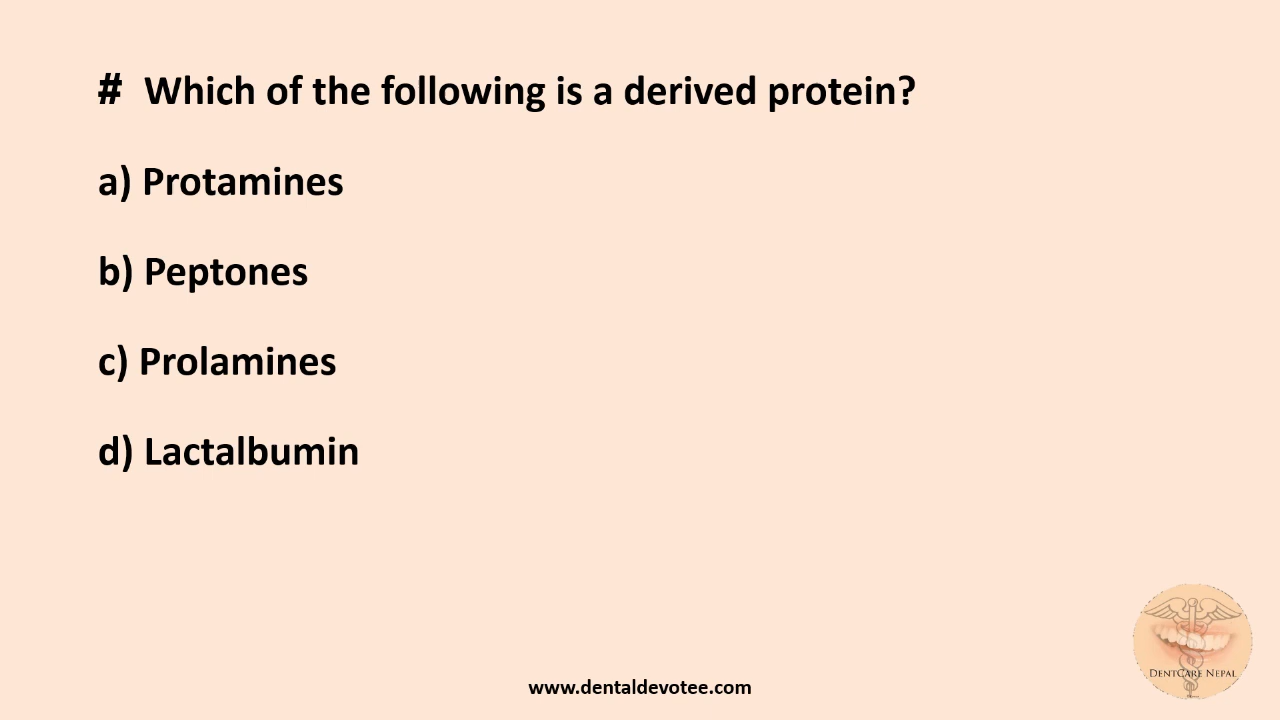 # Which of the following is a derived protein?
a) Protamines
b) Peptones
c) Prolamines
d) Lactalbumin
DentCare Nepal
www.dentaldevotee.com